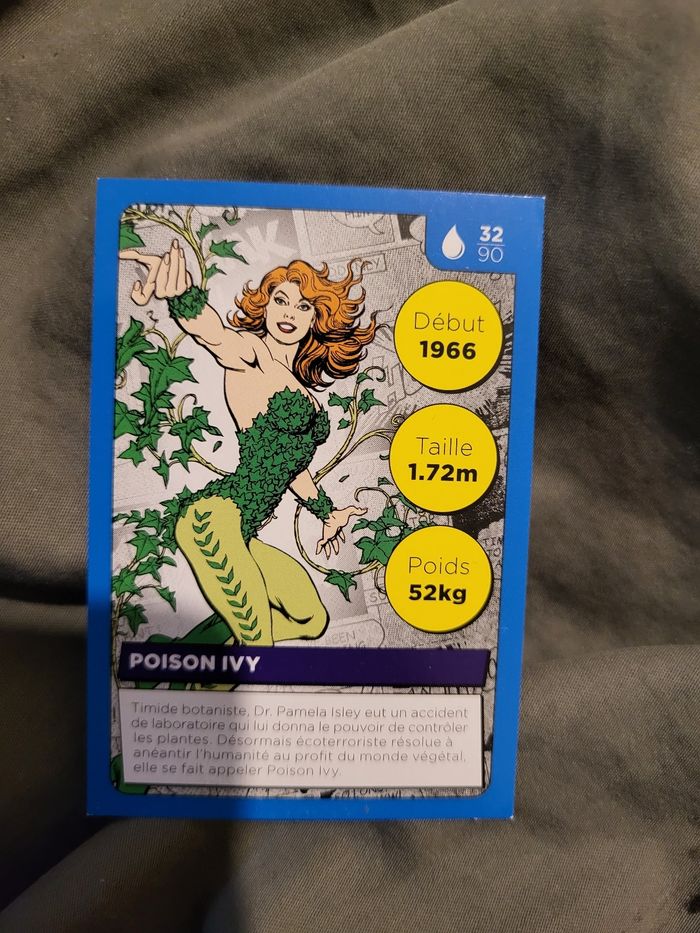 32
90
Début
1966
Taille
1.72m
Poids
52kg
POISON IVY
Timide botaniste, Dr. Pamela Isley eut un accident
de laboratoire qui lui donna le pouvoir de contrôler
les plantes. Désormais écoterroriste résolue à
anéantir l'humanité au profit du monde végétal,
elle se fait appeler Poison Ivy.